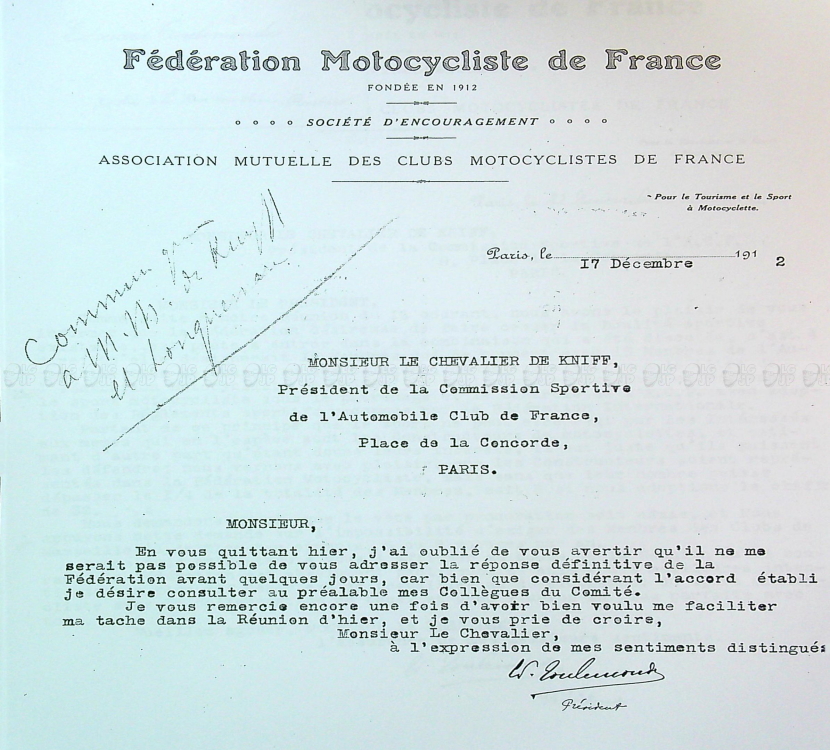 Fédération Motocycliste de France
FONDÉE EN 1912
SOCIÉTÉ D'ENCOURAGEMENT
ASSOCIATION MUTUELLE DES CLUBS MOTOCYCLISTES DE FRANCE
Pour le Tourisme et le Sport
à Motocyclette.
Paris, le 17 Décembre 191 2
à M.M. de Knyff
et Longuemare
MONSIEUR LE CHEVALIER DE KNIFF,
Président de la Commission Sportive
de l'Automobile Club de France,
Place de la Concorde,
PARIS.
MONSIEUR,
En vous quittant hier, j'ai oublié de vous avertir qu'il ne me
serait pas possible de vous adresser la réponse définitive de la
Fédération avant quelques jours, car bien que considérant l'accord établi
je désire consulter au préalable mes Collègues du Comité.
Je vous remercie encore une fois d'avoir bien voulu me faciliter
ma tache dans la Réunion d'hier, et je vous prie de croire,
Monsieur Le Chevalier,
à l'expression de mes sentiments distingués
Président